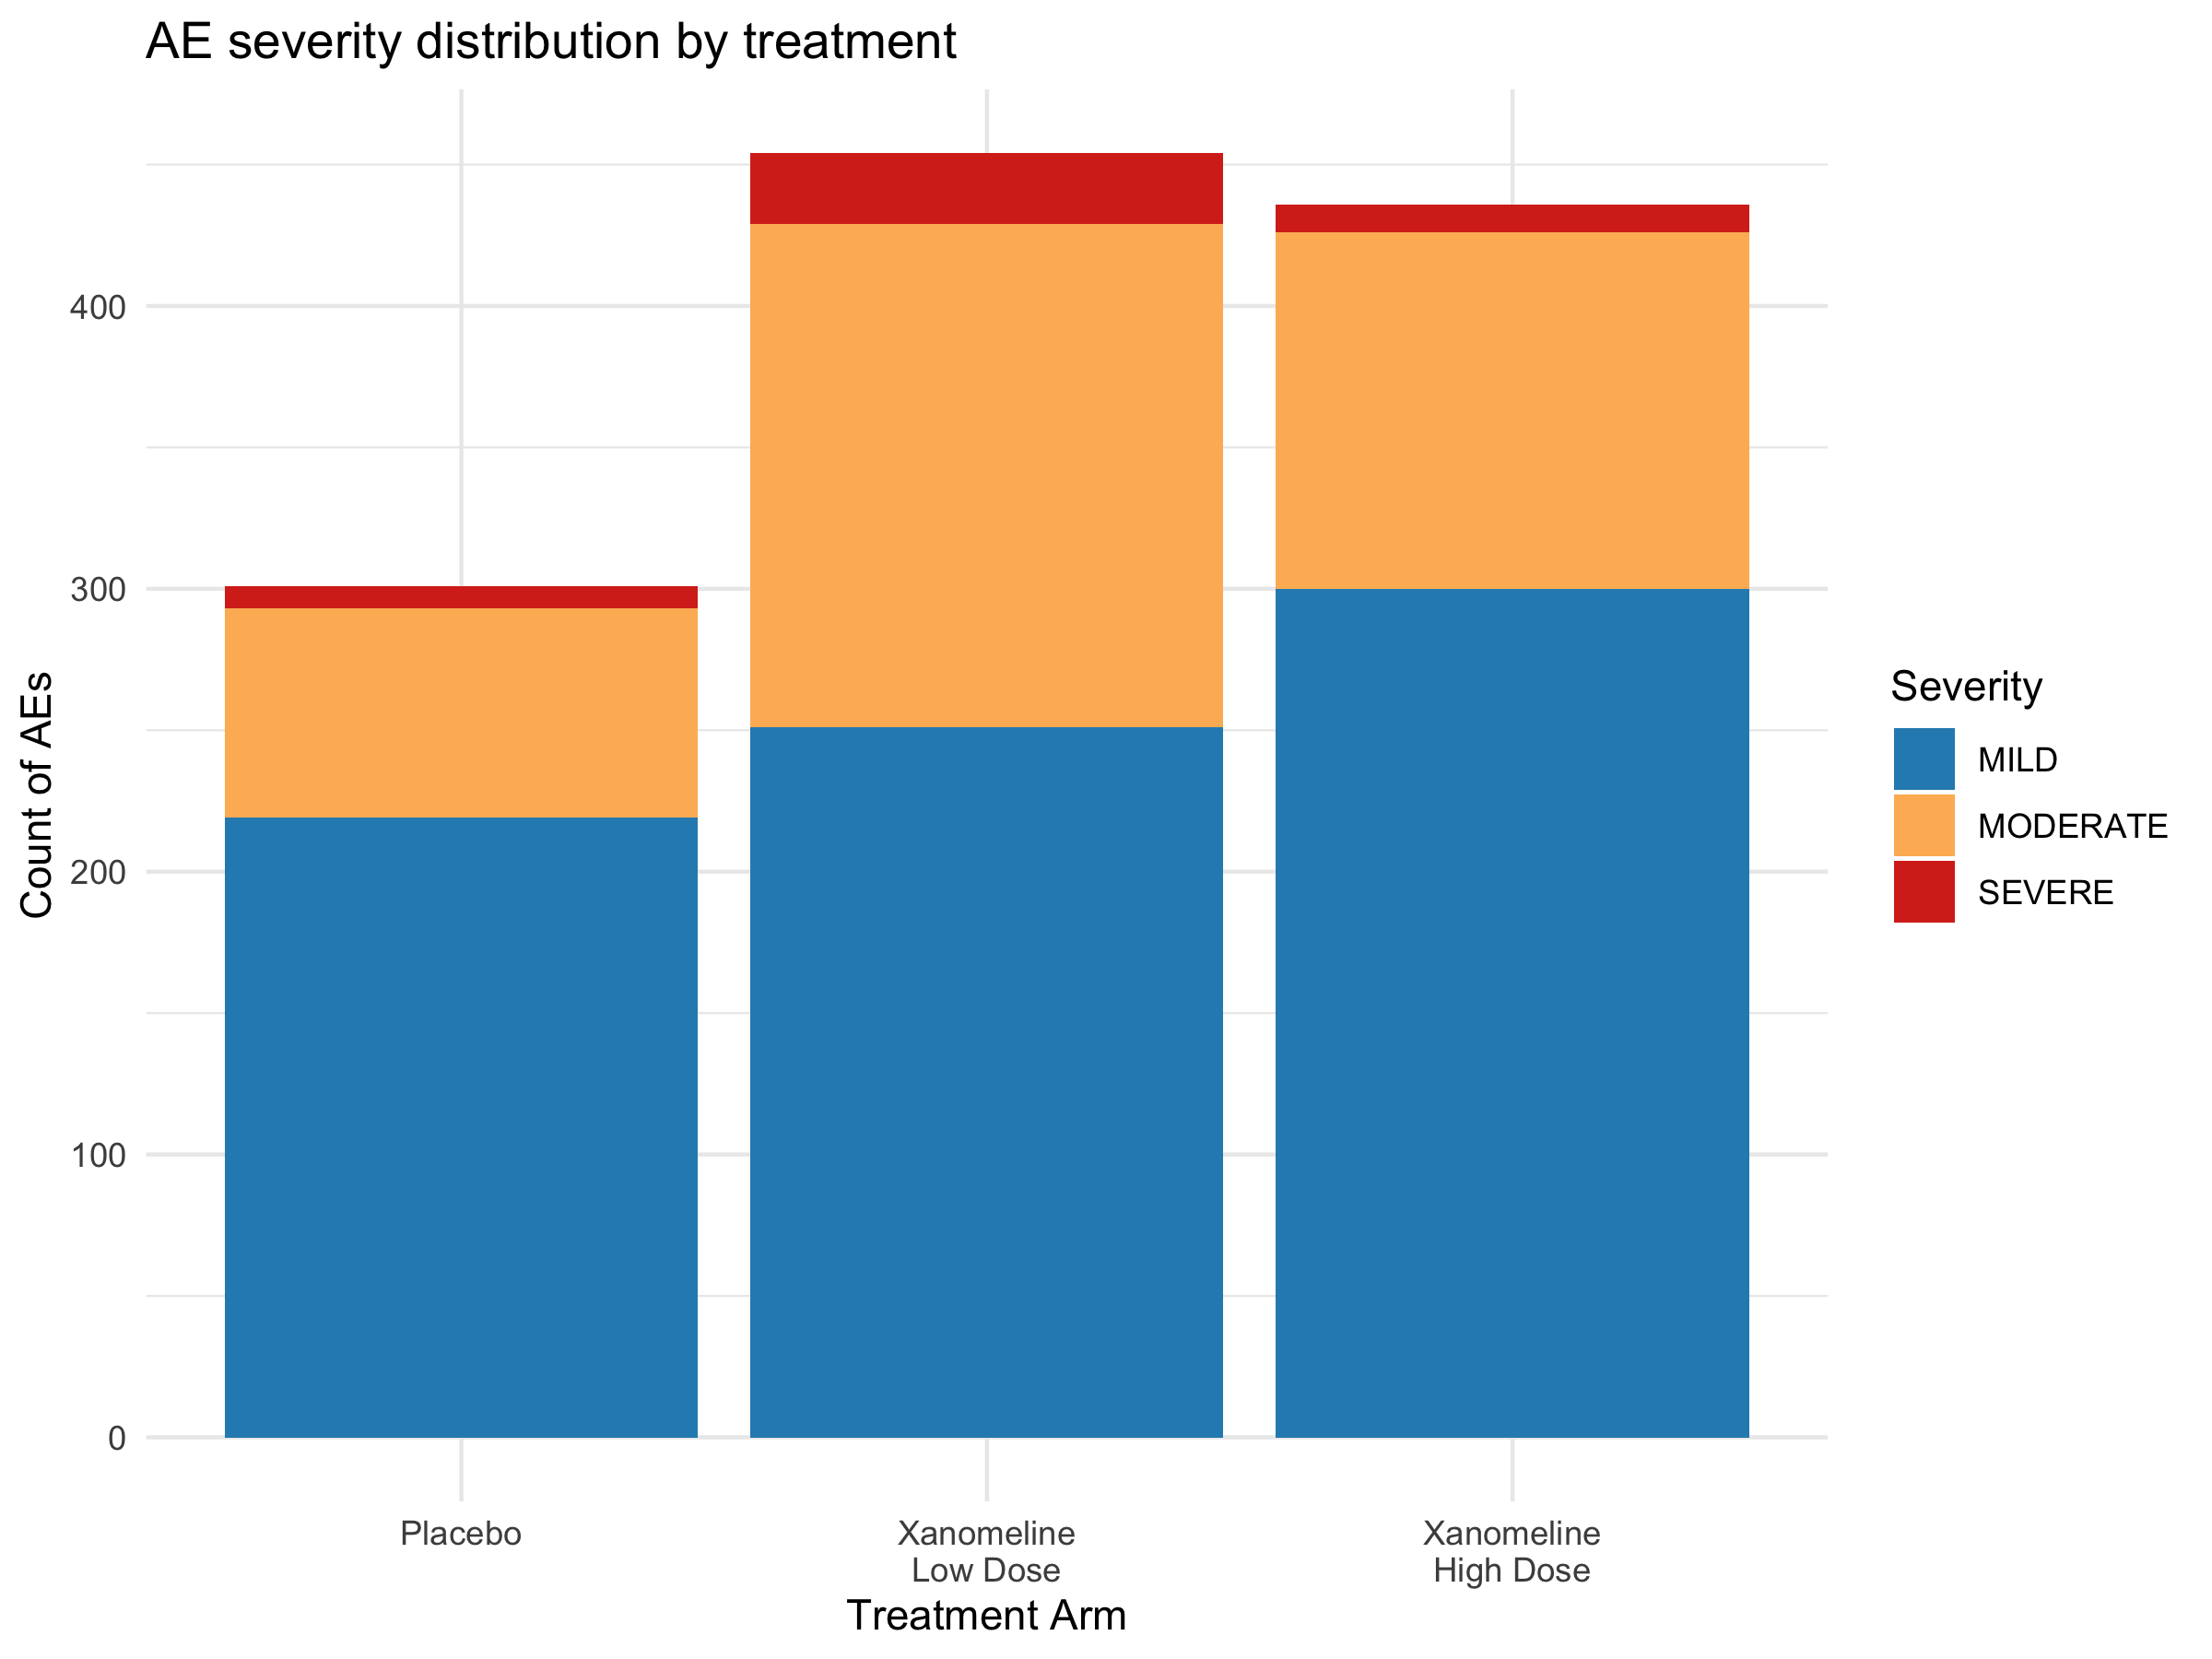 AE severity distribution by treatment
Count of AEs
400
300
200
100
0
Placebo
Xanomeline
Low Dose
Xanomeline
High Dose
Treatment Arm
Severity
MILD
MODERATE
SEVERE